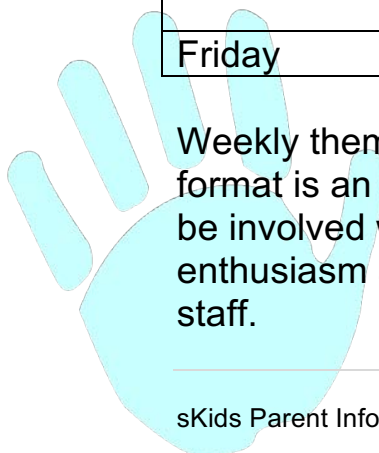 Friday
Weekly them
format is an
be involved
enthusiasm
staff.
sKids Parent Info